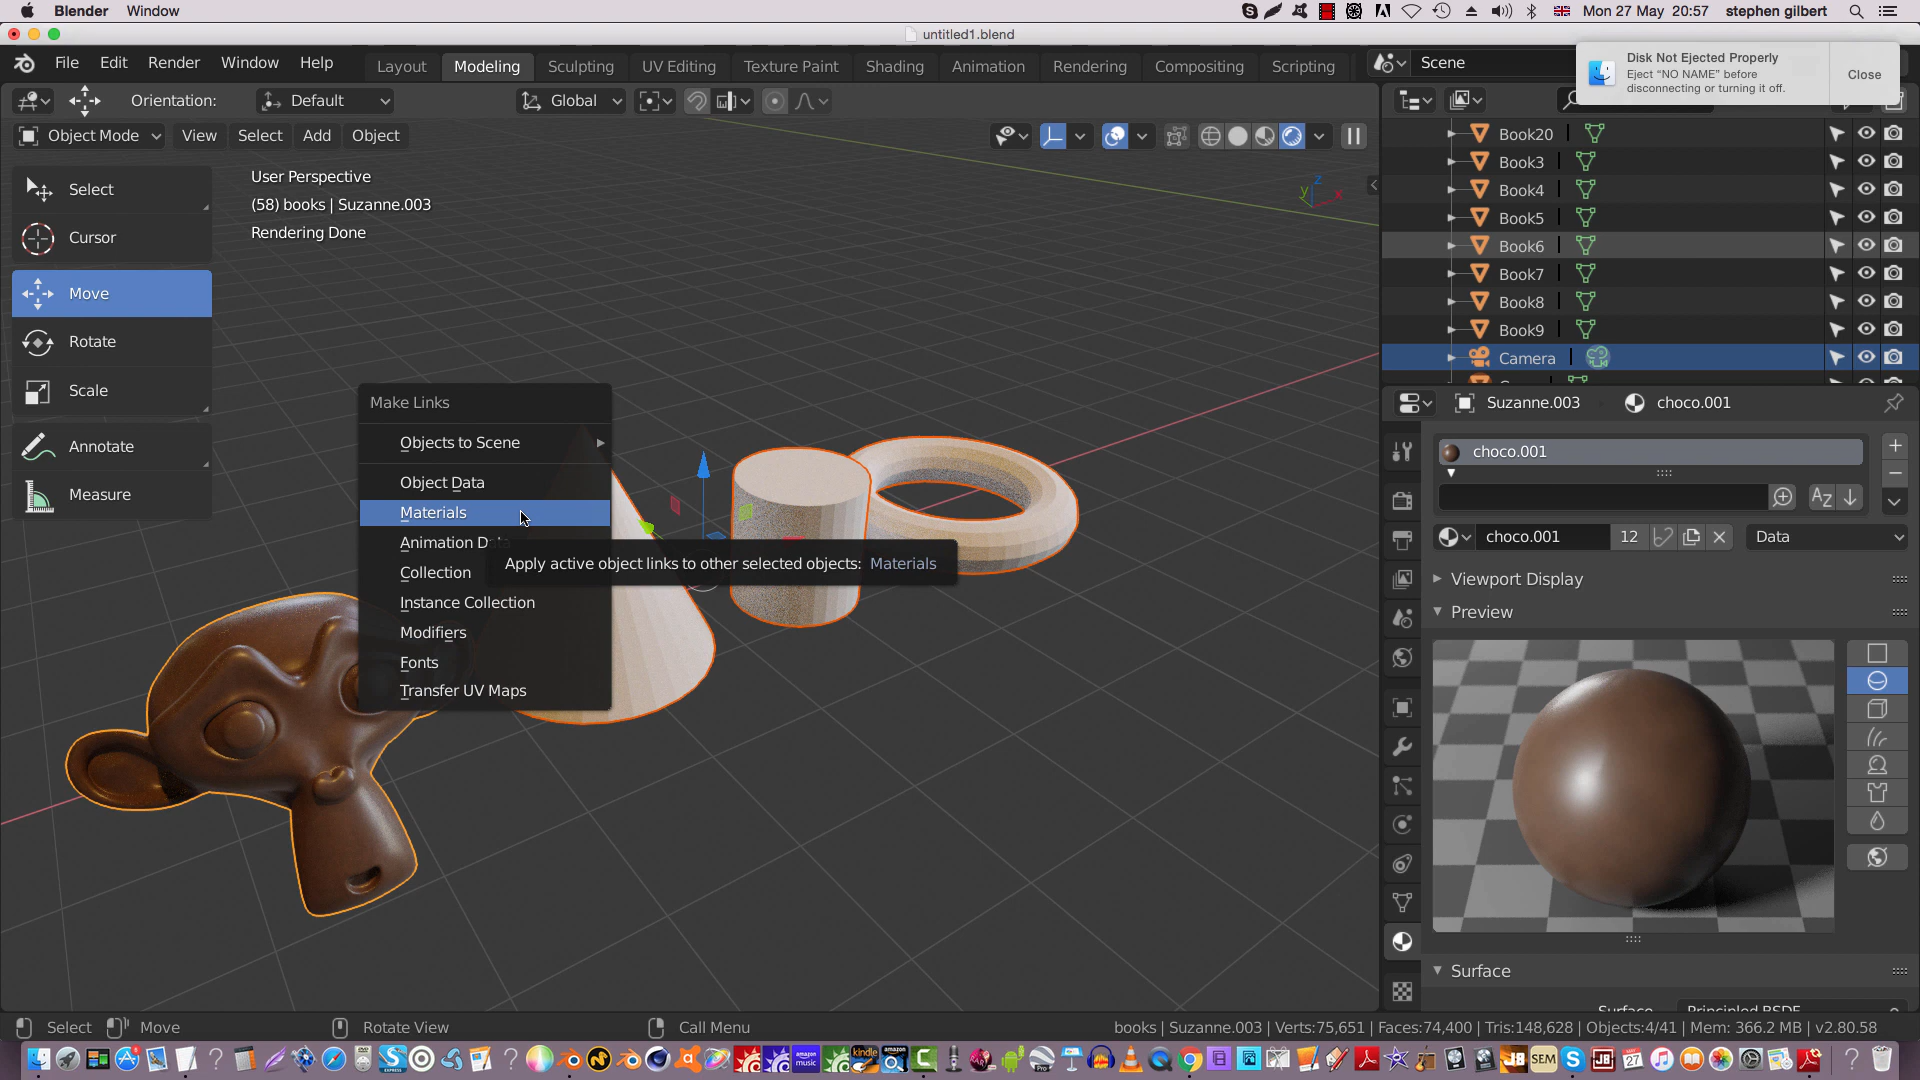 Blender Window Mon 27 May 20:57 stephen gilbert
untitled1.blend
File Edit Render Window Help Layout Modeling Sculpting UV Editing Texture Paint Shading Animation Rendering Compositing Scripting Scene
Disk Not Ejected Properly
Eject “NO NAME” before
disconnecting or turning it off.
Close
Orientation: Default Global
Object Mode View Select Add Object
User Perspective
(58) books | Suzanne.003
Rendering Done
Select
Cursor
Move
Rotate
Scale
Annotate
Measure
z
y
x
Make Links
Objects to Scene
Object Data
Materials
Animation D
Collection
Instance Collection
Modifiers
Fonts
Transfer UV Maps
Apply active object links to other selected objects: Materials
Book20
Book3
Book4
Book5
Book6
Book7
Book8
Book9
Camera
Suzanne.003 choco.001
choco.001
AZ
choco.001 12 Data
Viewport Display
Preview
Surface
Surface Principled BSDF
Select Move Rotate View Call Menu books | Suzanne.003 | Verts:75,651 | Faces:74,400 | Tris:148,628 | Objects:4/41 | Mem: 366.2 MB | v2.80.58